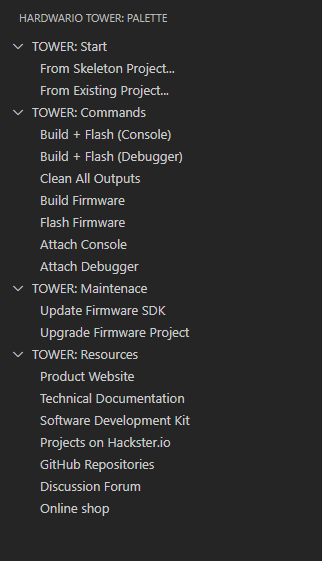 HARDWARIO TOWER: PALETTE
TOWER: Start
From Skeleton Project...
From Existing Project...
TOWER: Commands
Build + Flash (Console)
Build + Flash (Debugger)
Clean All Outputs
Build Firmware
Flash Firmware
Attach Console
Attach Debugger
TOWER: Maintenace
Update Firmware SDK
Upgrade Firmware Project
TOWER: Resources
Product Website
Technical Documentation
Software Development Kit
Projects on Hackster.io
GitHub Repositories
Discussion Forum
Online shop